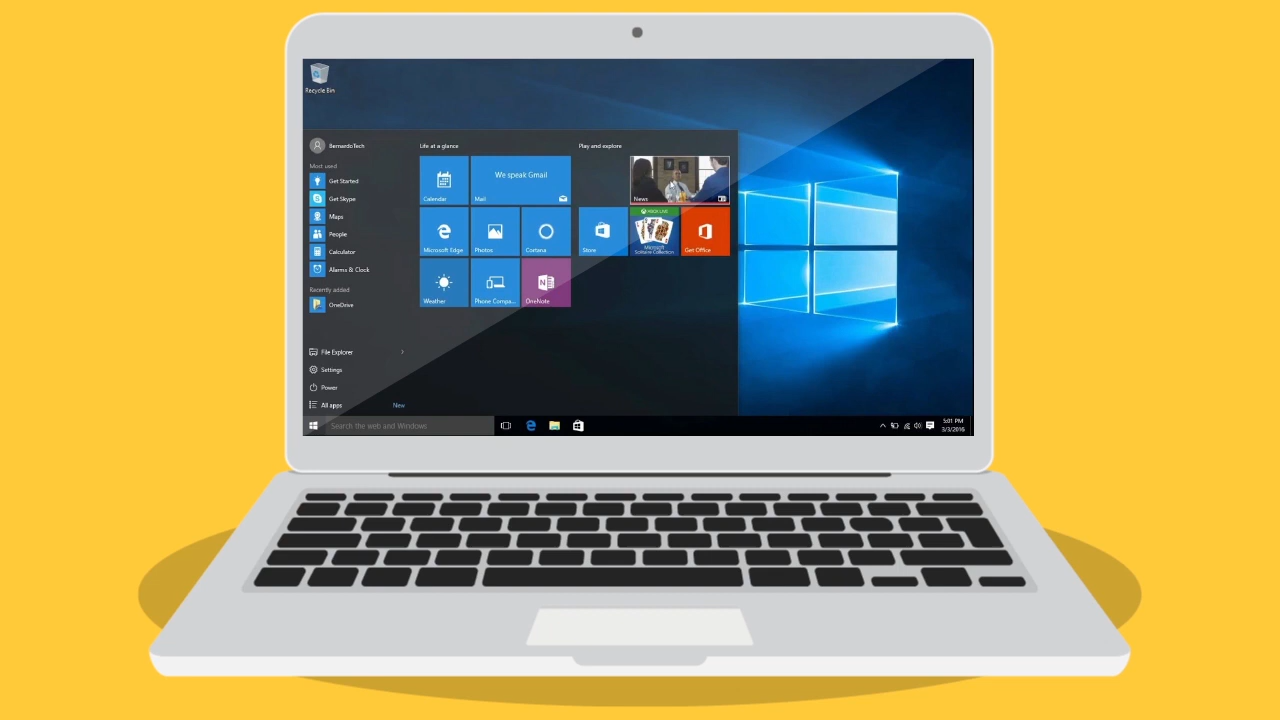 Recycle Bin
BernardoTech
Most used
Get Started
Get Skype
Maps
People
Calculator
Alarms & Clock
Recently added
OneDrive
File Explorer
Settings
Power
All apps
New
Life at a glance
Calendar
We speak Gmail
Mail
Microsoft Edge
Photos
Cortana
Weather
Phone Compa...
N
OneNote
Play and explore
News
Store
XBOX LIVE
Microsoft
Solitaire Collection
Get Office
Search the web and Windows
5:01 PM
3/3/2016